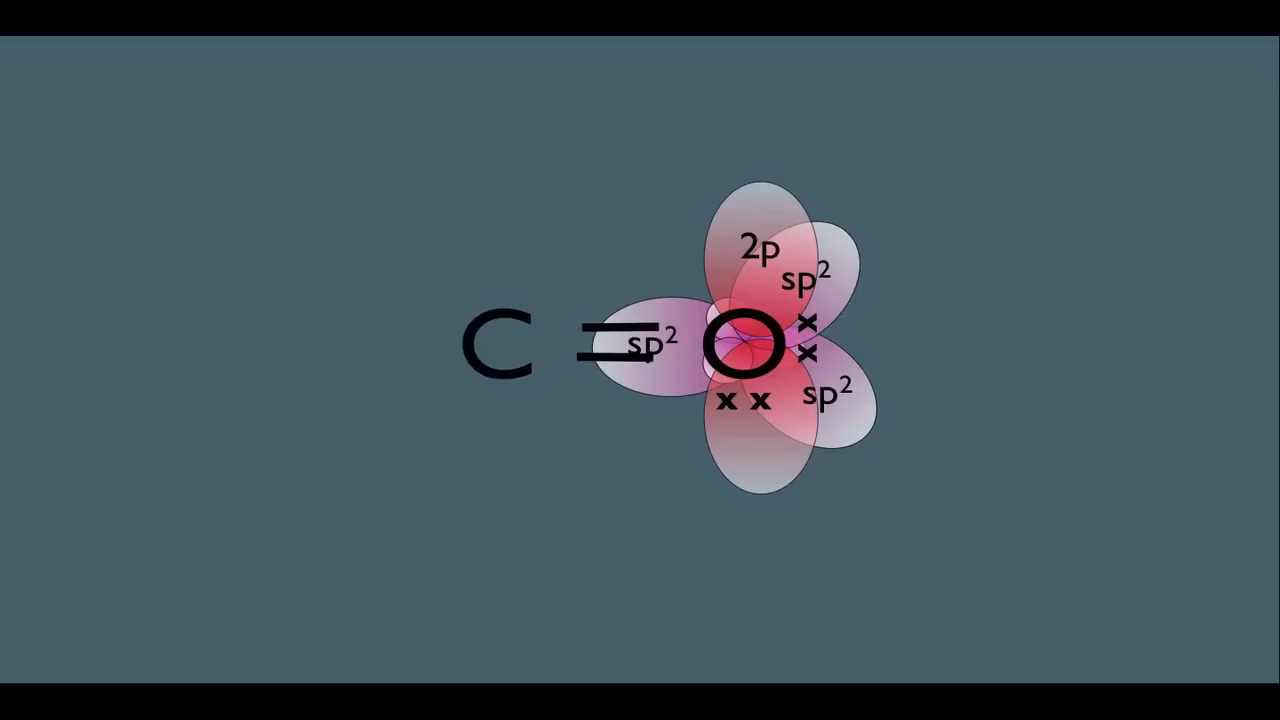 2p
sp²
C = sp² O x x
sp²
x x